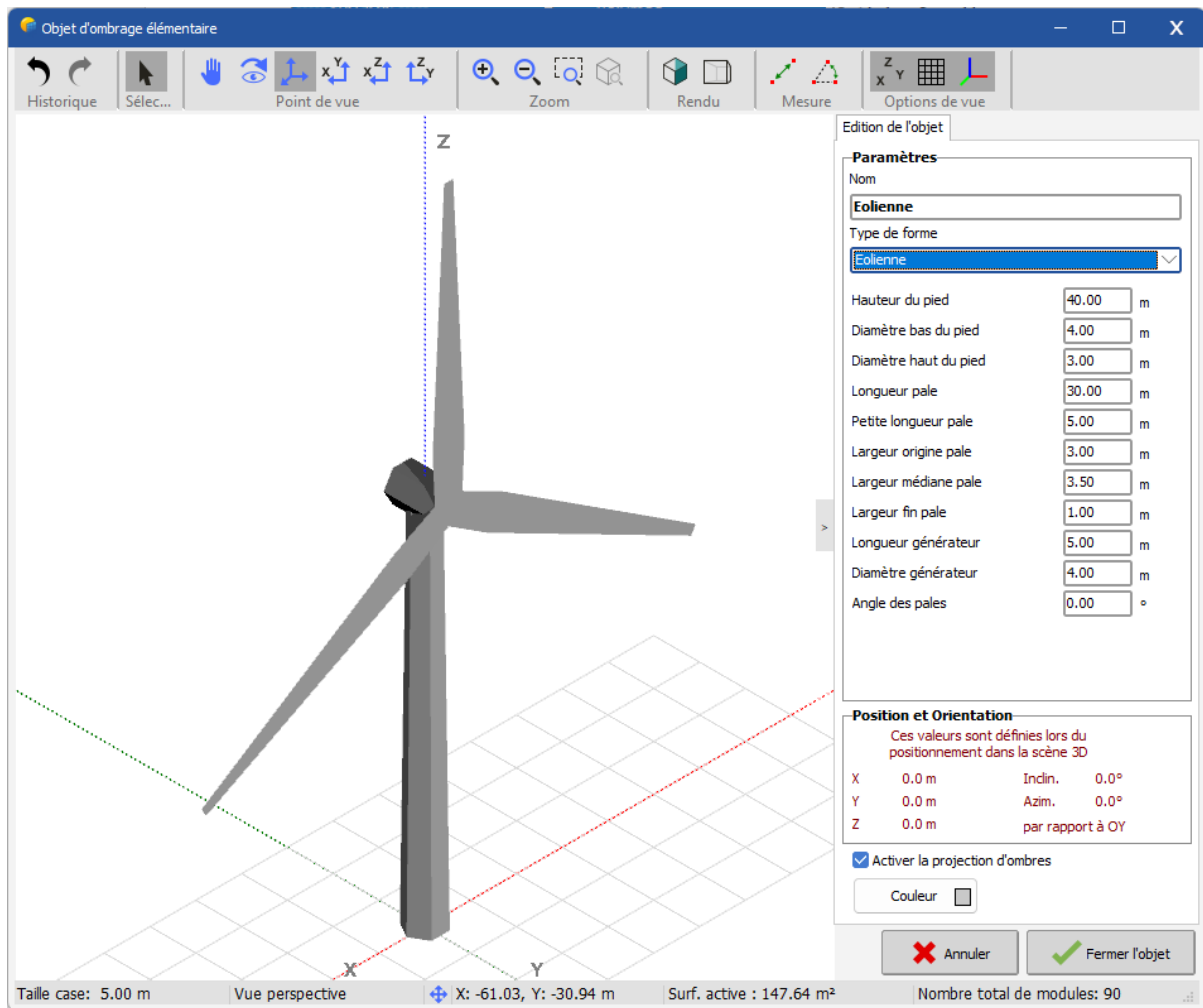 Objet d'ombrage élémentaire
Historique
Sélec...
Point de vue
Zoom
Rendu
Mesure
Options de vue
Z
X
Y
Edition de l'objet
Paramètres
Nom
Eolienne
Type de forme
Eolienne
Hauteur du pied 40.00 m
Diamètre bas du pied 4.00 m
Diamètre haut du pied 3.00 m
Longueur pale 30.00 m
Petite longueur pale 5.00 m
Largeur origine pale 3.00 m
Largeur médiane pale 3.50 m
Largeur fin pale 1.00 m
Longueur générateur 5.00 m
Diamètre générateur 4.00 m
Angle des pales 0.00 °
>
Position et Orientation
Ces valeurs sont définies lors du
positionnement dans la scène 3D
X 0.0 m Inclin. 0.0°
Y 0.0 m Azim. 0.0°
Z 0.0 m par rapport à OY
Activer la projection d'ombres
Couleur
Annuler
Fermer l'objet
Taille case: 5.00 m Vue perspective X: -61.03, Y: -30.94 m Surf. active : 147.64 m² Nombre total de modules: 90